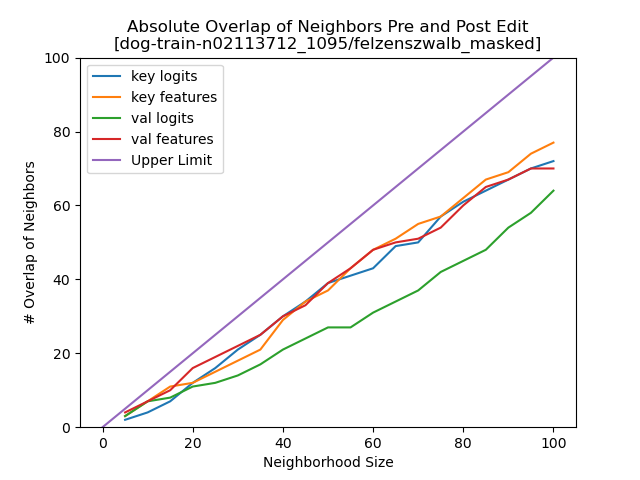 Absolute Overlap of Neighbors Pre and Post Edit
[dog-train-n02113712_1095/felzenszwalb_masked]
key logits
key features
val logits
val features
Upper Limit
# Overlap of Neighbors
100
80
60
40
20
0
0 20 40 60 80 100
Neighborhood Size